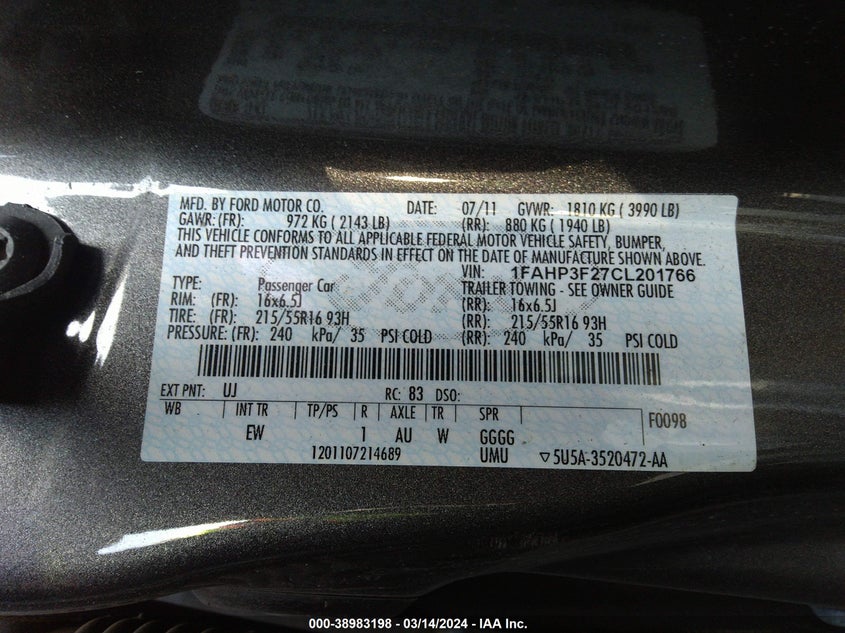 MFD. BY FORD MOTOR CO. DATE: 07/11 GVWR: 1810 KG ( 3990 LB)
GAWR: (FR) 972 KG ( 2143 LB) (RR): 880 KG ( 1940 LB)
THIS VEHICLE CONFORMS TO ALL APPLICABLE FEDERAL MOTOR VEHICLE SAFETY, BUMPER,
AND THEFT PREVENTION STANDARDS IN EFFECT ON THE DATE OF MANUFACTURE SHOWN ABOVE.
VIN: 1FAHP3F27CL201766
TYPE: Passenger Car TRAILER TOWING - SEE OWNER GUIDE
RIM: (FR): 16x6.5J (RR): 16x6.5J
TIRE: (FR): 215/55R16 93H (RR): 215/55R16 93H
PRESSURE: (FR): 240 kPa/ 35 PSI COLD (RR): 240 kPa/ 35 PSI COLD
EXT PNT: UJ RC: 83 DSO:
WB INT TR TP/PS R AXLE TR SPR F0098
EW 1 AU W GGGG
1201107214689 UMU ▽5U5A-3520472-AA
000-38983198 - 03/14/2024 - IAA Inc.